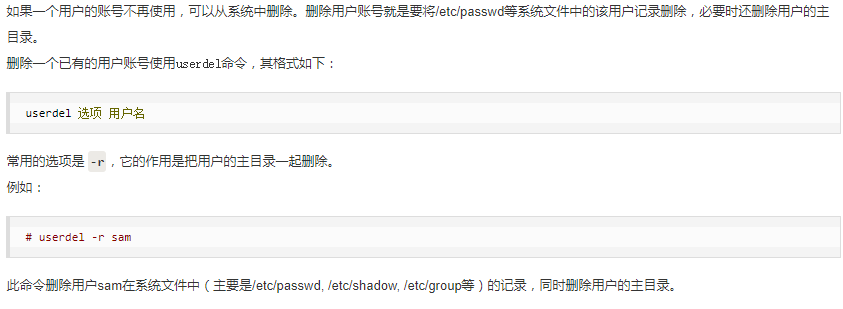 如果一个用户的账号不再使用，可以从系统中删除。删除用户账号就是要将/etc/passwd等系统文件中的该用户记录删除，必要时还删除用户的主
目录。
删除一个已有的用户账号使用userdel命令，其格式如下：
userdel 选项 用户名
常用的选项是 -r，它的作用是把用户的主目录一起删除。
例如：
# userdel -r sam
此命令删除用户sam在系统文件中（主要是/etc/passwd, /etc/shadow, /etc/group等）的记录，同时删除用户的主目录。